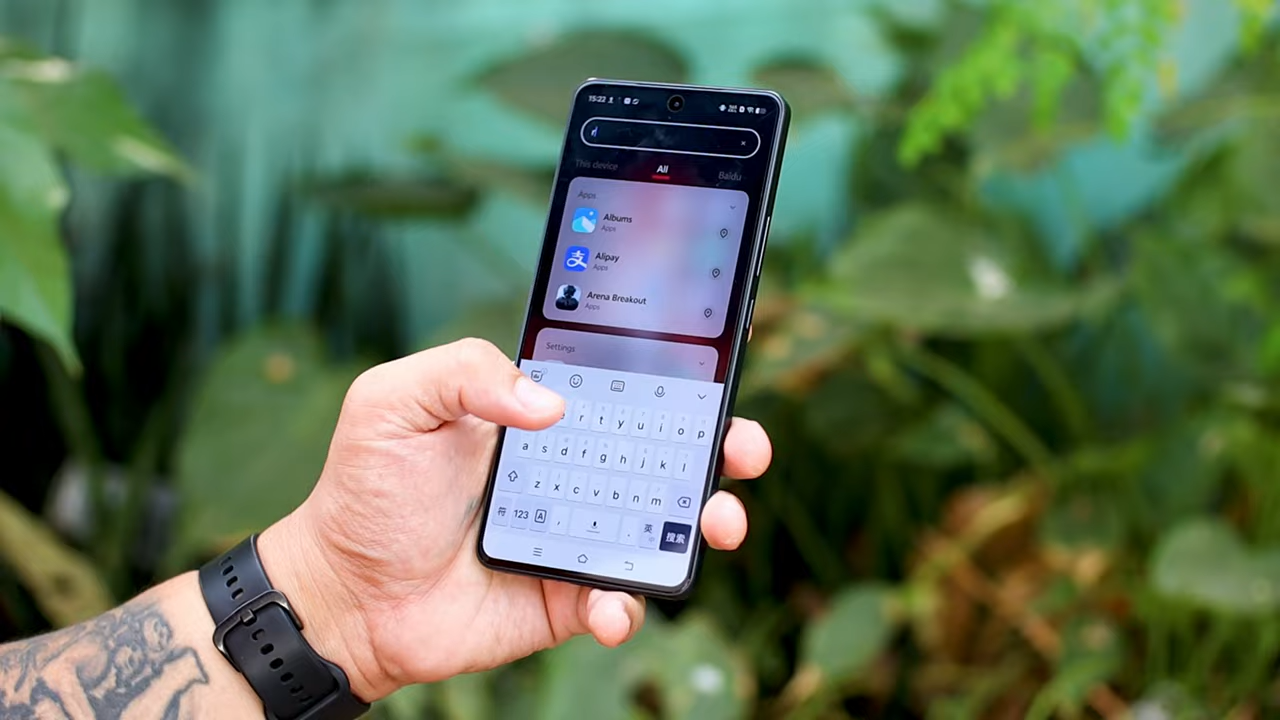 15:22
This device All Baidu
Apps
Albums
Apps
Alipay
Apps
Arena Breakout
Apps
Settings
e r t y u i o p
a s d f g h j k l
z x c v b n m
符 123 A , . 英 搜索